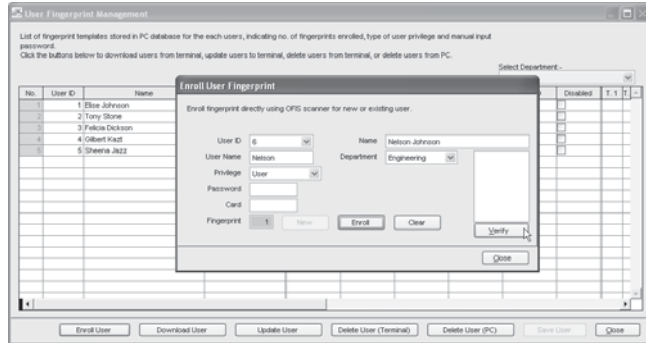 User Fingerprint Management
List of fingerprint templates stored in PC database for the each users, indicating no. of fingerprints enrolled, type of user privilege and manual input
password.
Click the buttons below to download users from terminal, update users to terminal, delete users from terminal, or delete users from PC.
Select Department:-
No. User ID Name Disabled T. 1 T.
1 1 Elise Johnson
2 2 Tony Stone
3 3 Felicia Dickson
4 4 Gilbert Kazt
5 5 Sheena Jazz
Enroll User Fingerprint
Enroll fingerprint directly using OFIS scanner for new or existing user.
User ID 6 Name Nelson Johnson
User Name Nelson Department Engineering
Privilege User
Password
Card
Fingerprint 1 New Enroll Clear
Verify
Close
Enroll User Download User Update User Delete User (Terminal) Delete User (PC) Save User Close